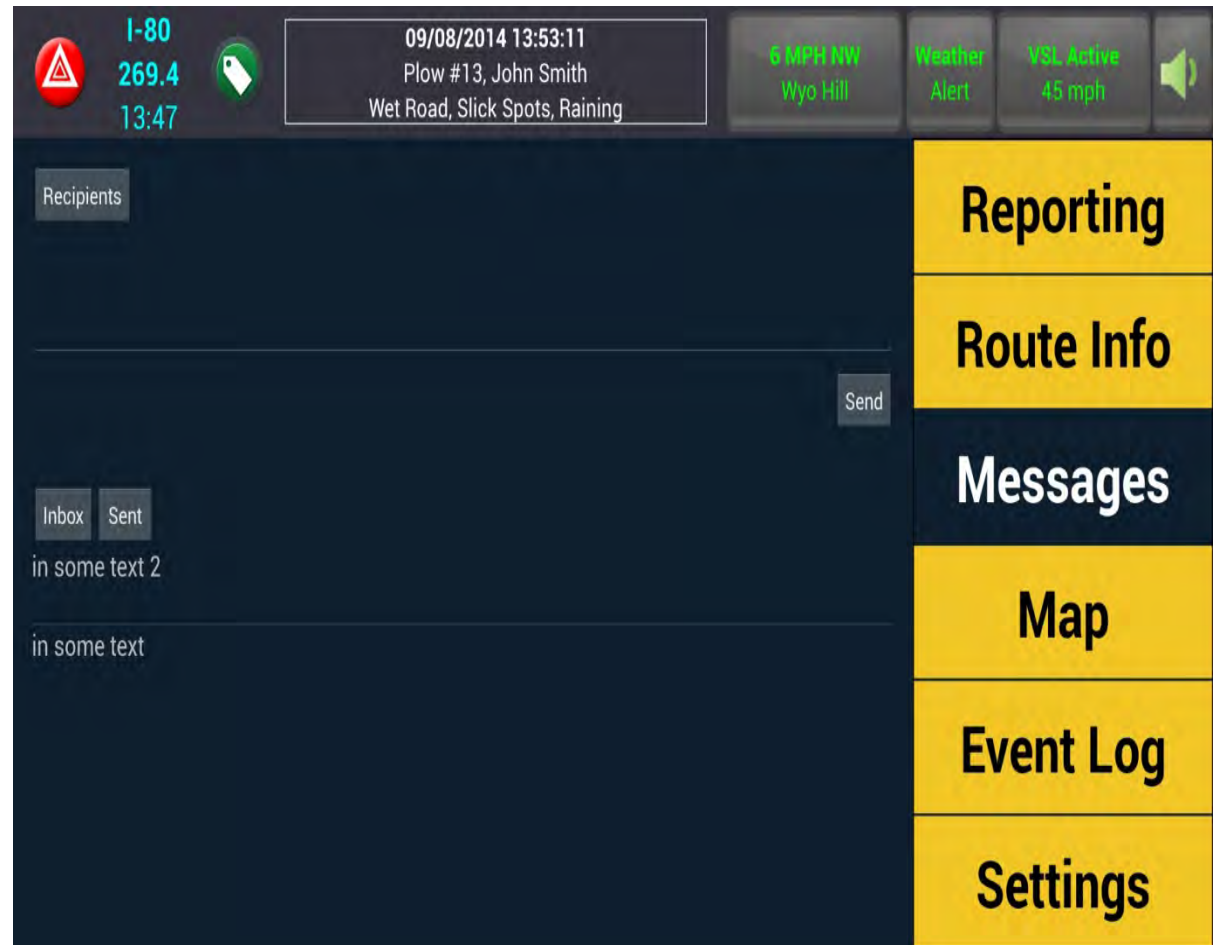 I-80
269.4
13:47
09/08/2014 13:53:11
Plow #13, John Smith
Wet Road, Slick Spots, Raining
6 MPH NW
Wyo Hill
Weather
Alert
VSL Active
45 mph
Recipients
Send
Inbox Sent
in some text 2
in some text
Reporting
Route Info
Messages
Map
Event Log
Settings